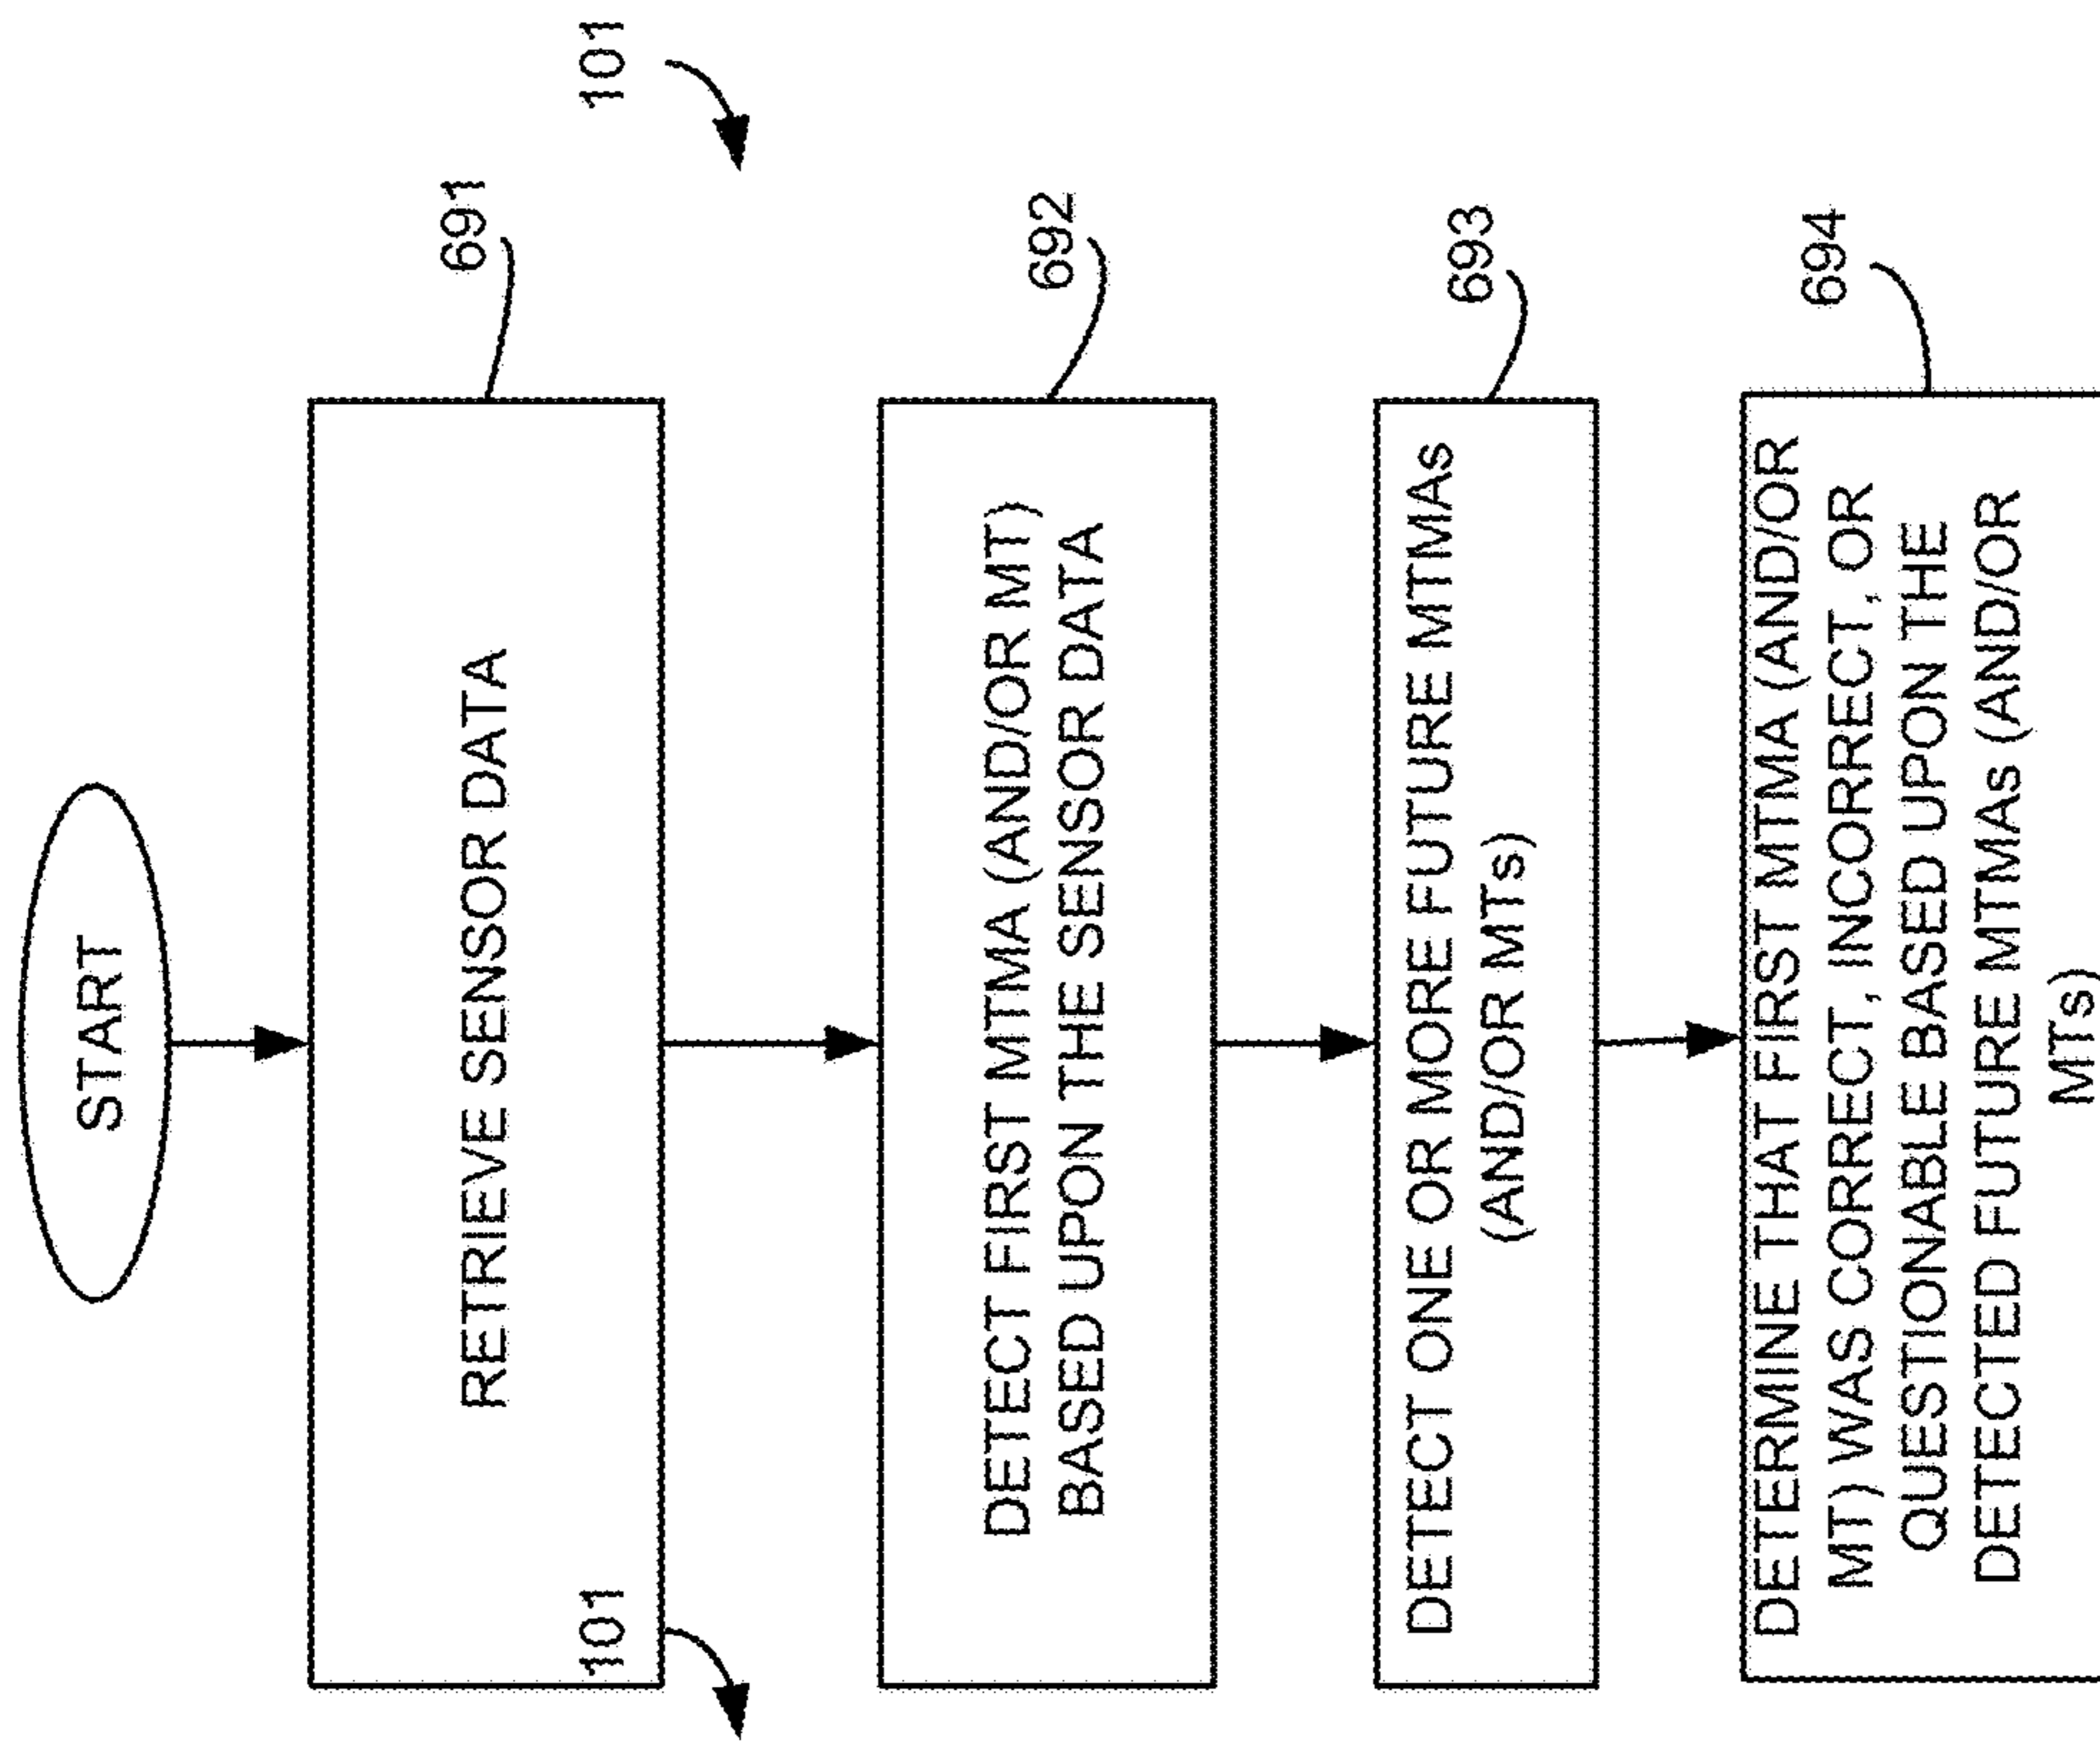 START
101
691
RETRIEVE SENSOR DATA
101
692
DETECT FIRST MTMA (AND/OR MT)
BASED UPON THE SENSOR DATA
693
DETECT ONE OR MORE FUTURE MTMAs
(AND/OR MTs)
694
DETERMINE THAT FIRST MTMA (AND/OR
MT) WAS CORRECT, INCORRECT, OR
QUESTIONABLE BASED UPON THE
DETECTED FUTURE MTMAs (AND/OR
MTs)